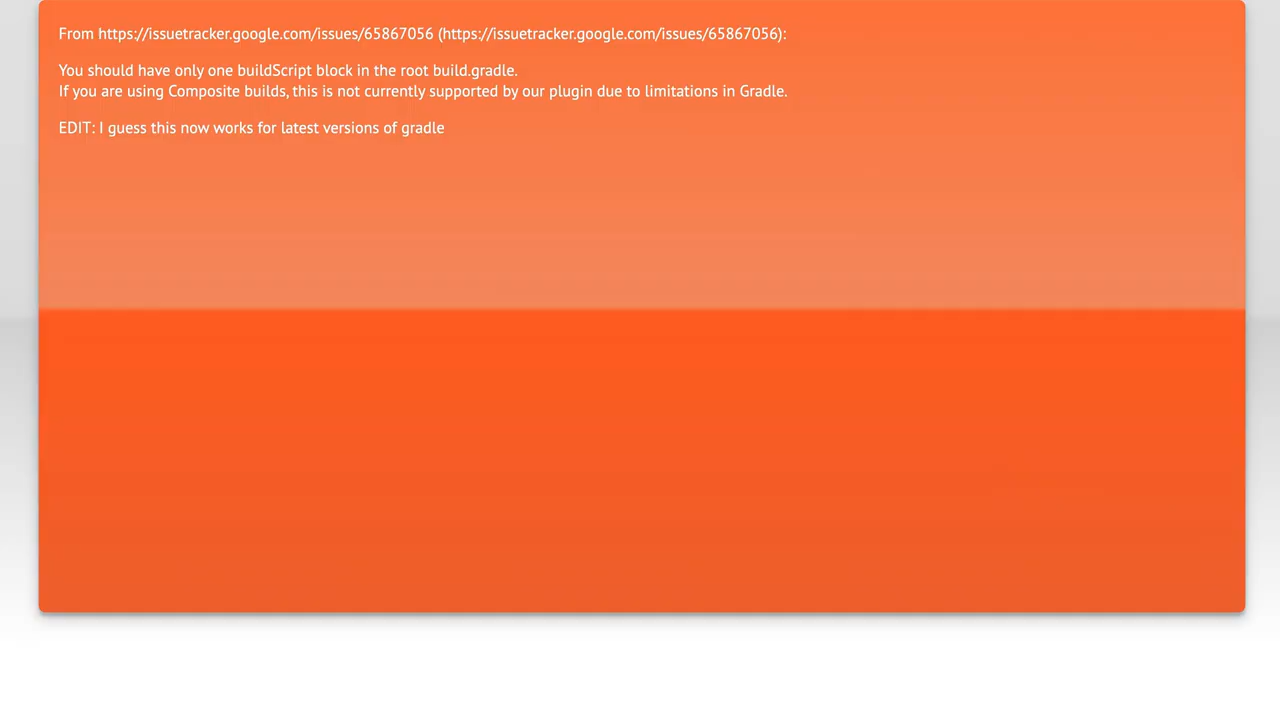 From https://issuetracker.google.com/issues/65867056 (https://issuetracker.google.com/issues/65867056):
You should have only one buildScript block in the root build.gradle.
If you are using Composite builds, this is not currently supported by our plugin due to limitations in Gradle.
EDIT: I guess this now works for latest versions of gradle